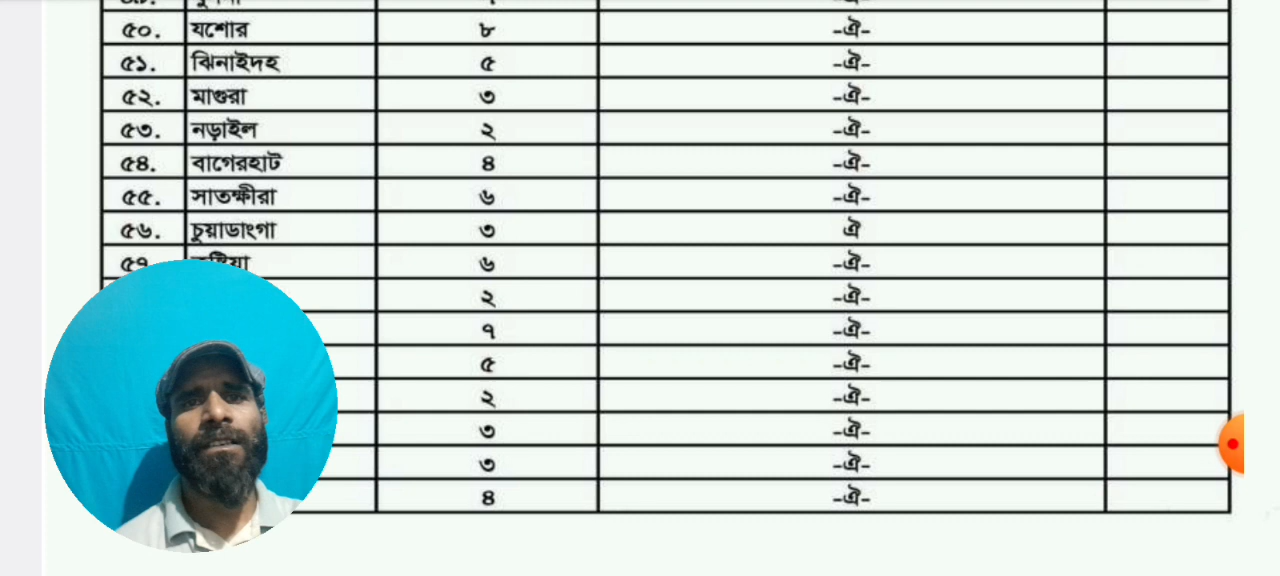 ৫০. যশোর ৮ -ঐ-
৫১. ঝিনাইদহ ৫ -ঐ-
৫২. মাগুরা ৩ -ঐ-
৫৩. নড়াইল ২ -ঐ-
৫৪. বাগেরহাট ৪ -ঐ-
৫৫. সাতক্ষীরা ৬ -ঐ-
৫৬. চুয়াডাংগা ৩ ঐ
৫৭. ৬ -ঐ-
২ -ঐ-
৭ -ঐ-
৫ -ঐ-
২ -ঐ-
৩ -ঐ-
৩ -ঐ-
৪ -ঐ-